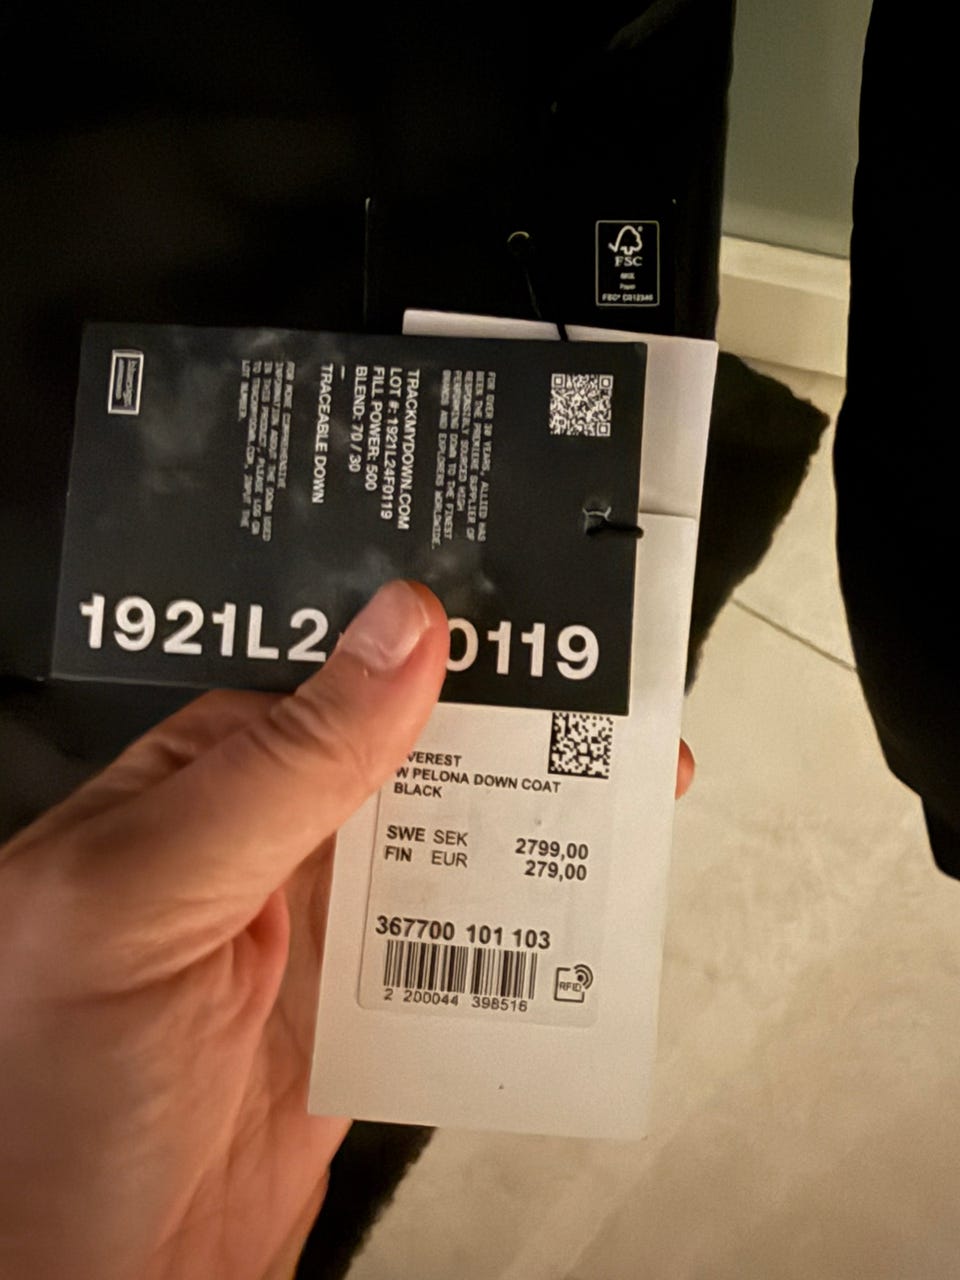 FSC
MIX
Paper
FSC® C012345
FOR OVER 30 YEARS, ALLIED HAS
BEEN THE PREMIERE SUPPLIER OF
RESPONSIBLY SOURCED HIGH
PERFORMING DOWN TO THE FINEST
BRANDS AND EXPLORERS WORLDWIDE.
TRACKMYDOWN.COM
LOT #: 1921L24F0119
FILL POWER: 500
BLEND: 70 / 30
—
TRACEABLE DOWN
FOR MORE COMPREHENSIVE
INFORMATION ABOUT THE DOWN USED
IN THIS PRODUCT, PLEASE LOG ON
TO TRACKMYDOWN.COM, INPUT THE
LOT NUMBER.
1921L2 0119
VEREST
W PELONA DOWN COAT
BLACK
SWE SEK 2799,00
FIN EUR 279,00
367700 101 103
RFID
2 200044 398516